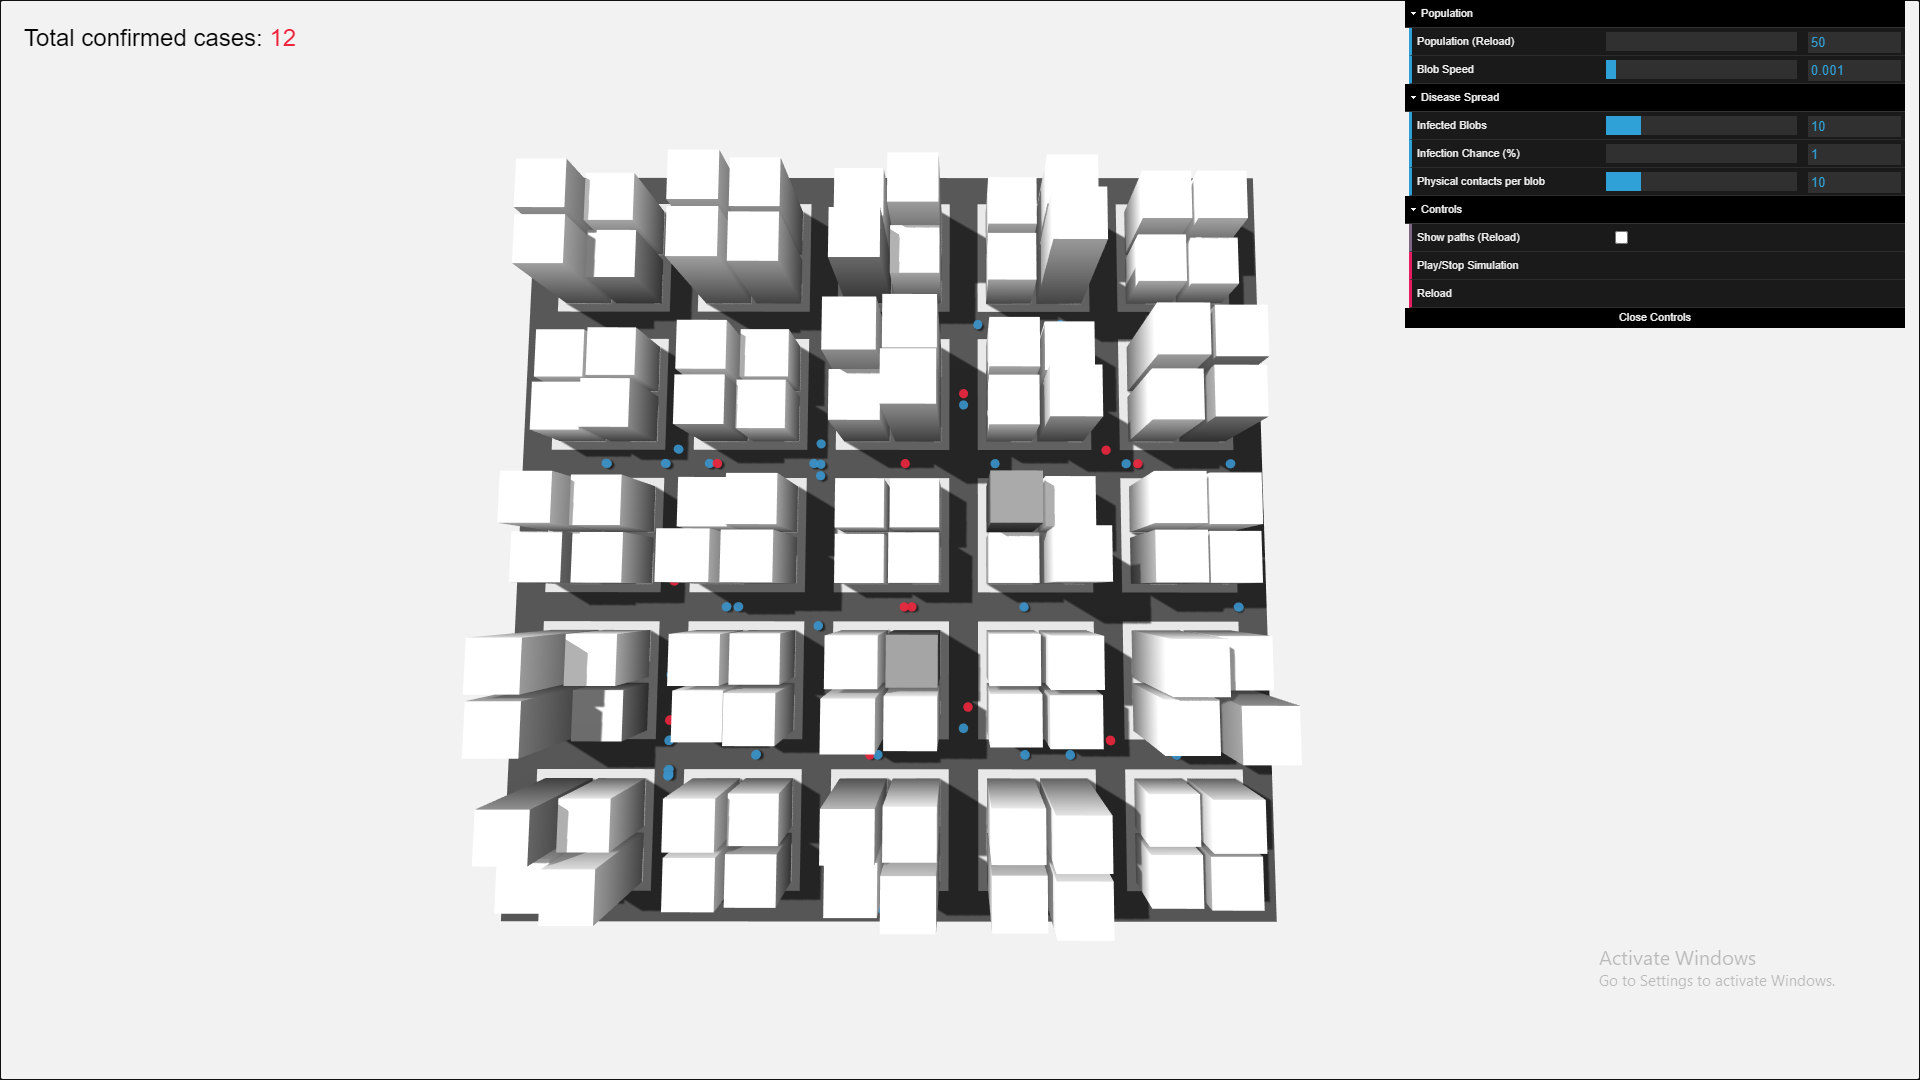 Total confirmed cases: 12
Population
Population (Reload) 50
Blob Speed 0.001
Disease Spread
Infected Blobs 10
Infection Chance (%) 1
Physical contacts per blob 10
Controls
Show paths (Reload)
Play/Stop Simulation
Reload
Close Controls
Activate Windows
Go to Settings to activate Windows.